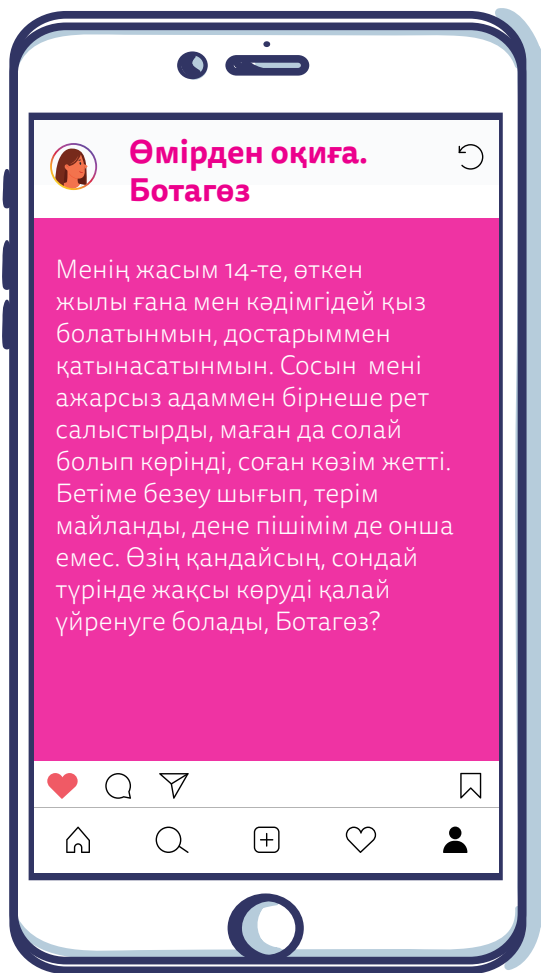 Өмірден оқиға.
Ботагөз
Менің жасым 14-те, өткен
жылы ғана мен кәдімгідей қыз
болатынмын, достарыммен
қатынасатынмын. Сосын  мені
ажарсыз адаммен бірнеше рет
салыстырды, маған да солай
болып көрінді, соған көзім жетті.
Бетіме безеу шығып, терім
майланды, дене пішімім де онша
емес. Өзің қандайсың, сондай
түрінде жақсы көруді қалай
үйренуге болады, Ботагөз?